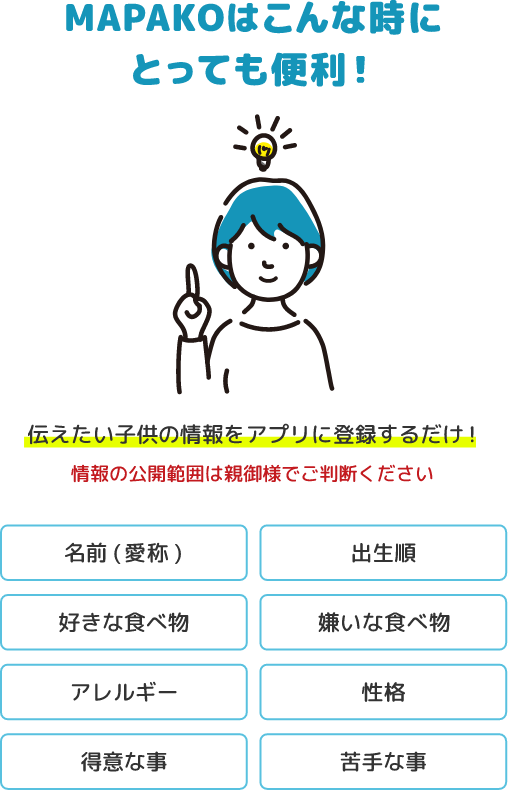 MAPAKOはこんな時に
とっても便利！
伝えたい子供の情報をアプリに登録するだけ！
情報の公開範囲は親御様でご判断ください
名前(愛称)
出生順
好きな食べ物
嫌いな食べ物
アレルギー
性格
得意な事
苦手な事